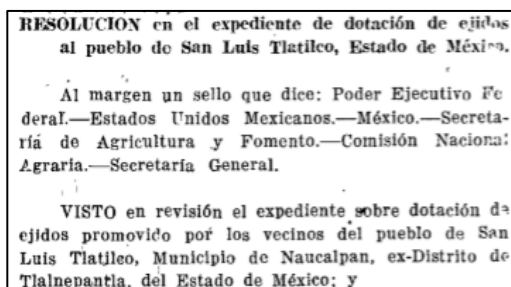 RESOLUCION en el expediente de dotación de ejidos
al pueblo de San Luis Tlatilco, Estado de México.
Al margen un sello que dice: Poder Ejecutivo Fe
deral.—Estados Unidos Mexicanos.—México.—Secreta-
ría de Agricultura y Fomento.—Comisión Nacional
Agraria.—Secretaría General.
VISTO en revisión el expediente sobre dotación de
ejidos promovido por los vecinos del pueblo de San
Luis Tlatilco, Municipio de Naucalpan, ex-Distrito de
Tlalnepantla, del Estado de México; y